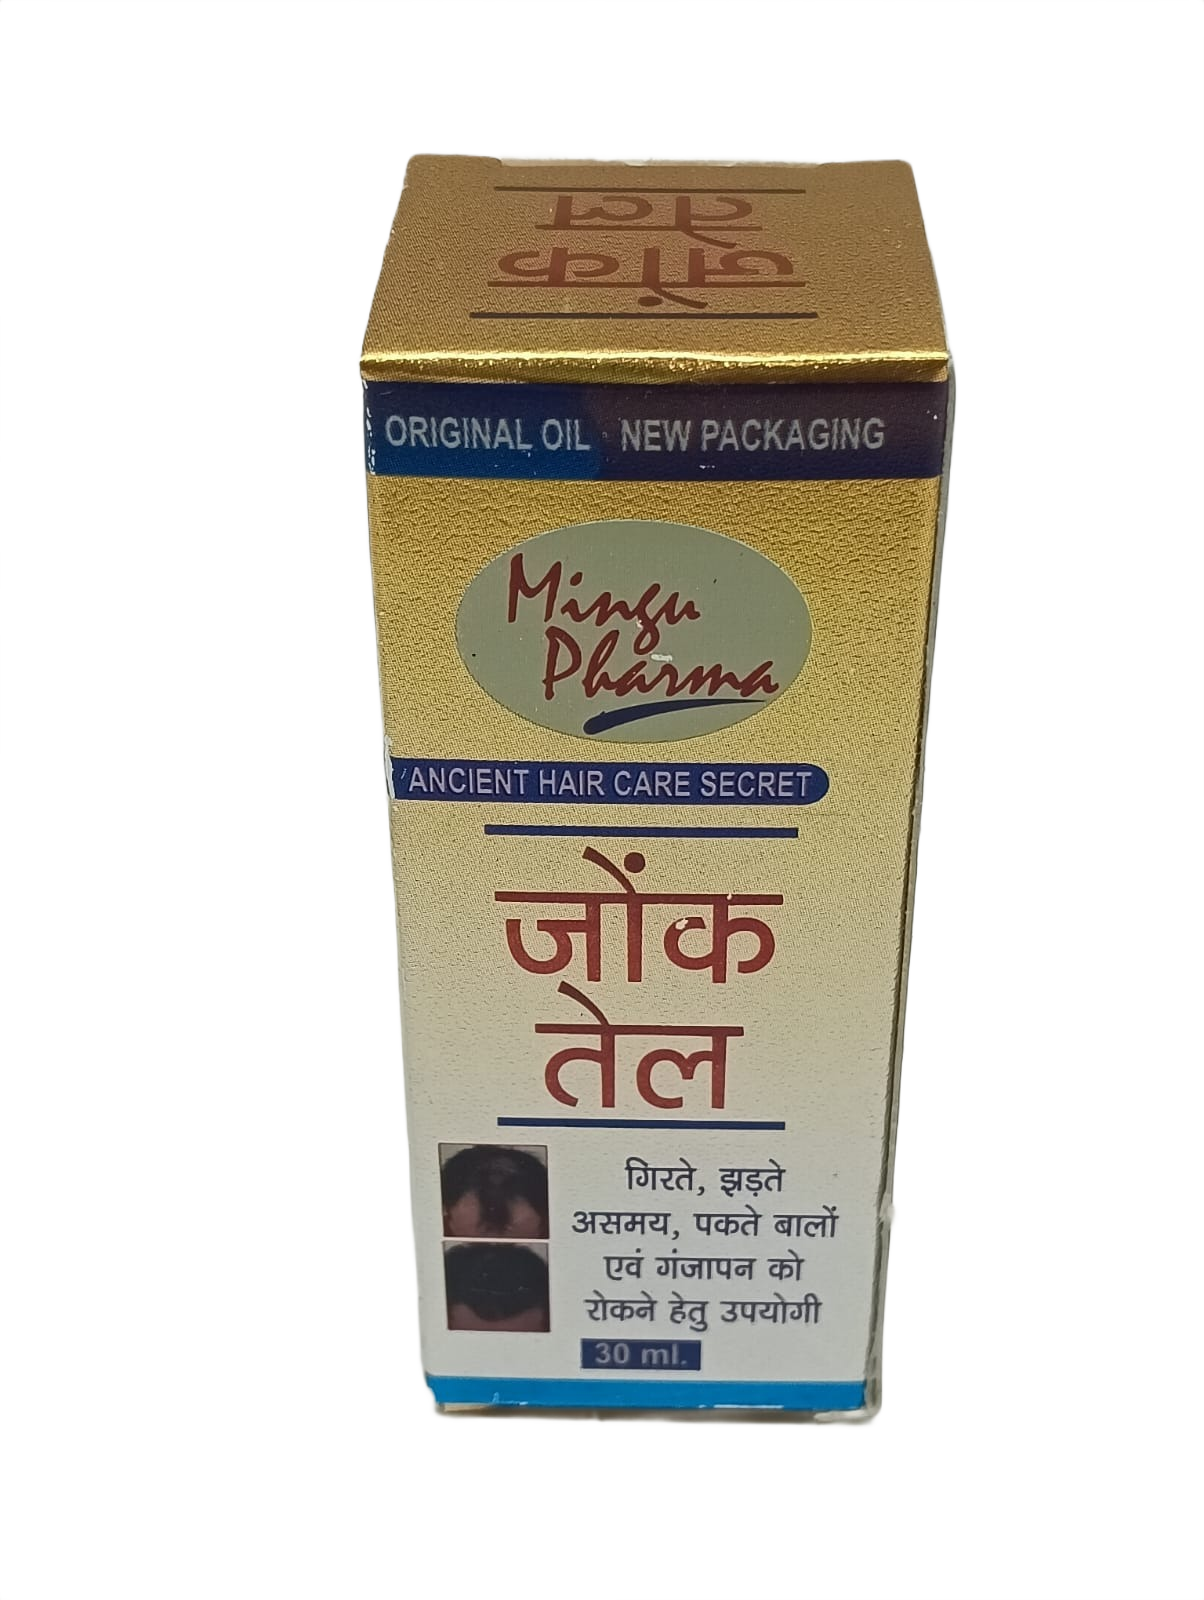 जोंक
तेल
ORIGINAL OIL NEW PACKAGING
Mingu
Pharma
ANCIENT HAIR CARE SECRET
जोंक
तेल
गिरते, झड़ते
असमय, पकते बालों
एवं गंजापन को
रोकने हेतु उपयोगी
30 ml.